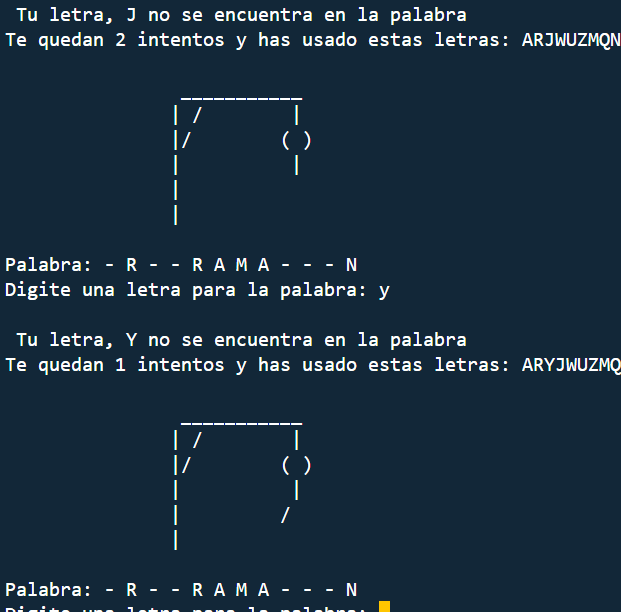 Tu letra, J no se encuentra en la palabra
Te quedan 2 intentos y has usado estas letras: ARJWUZMQN
Palabra: - R - - R A M A - - - N
Digite una letra para la palabra: y
Tu letra, Y no se encuentra en la palabra
Te quedan 1 intentos y has usado estas letras: ARYJWUZMQ
Palabra: - R - - R A M A - - - N
Digite una letra para la palabra: